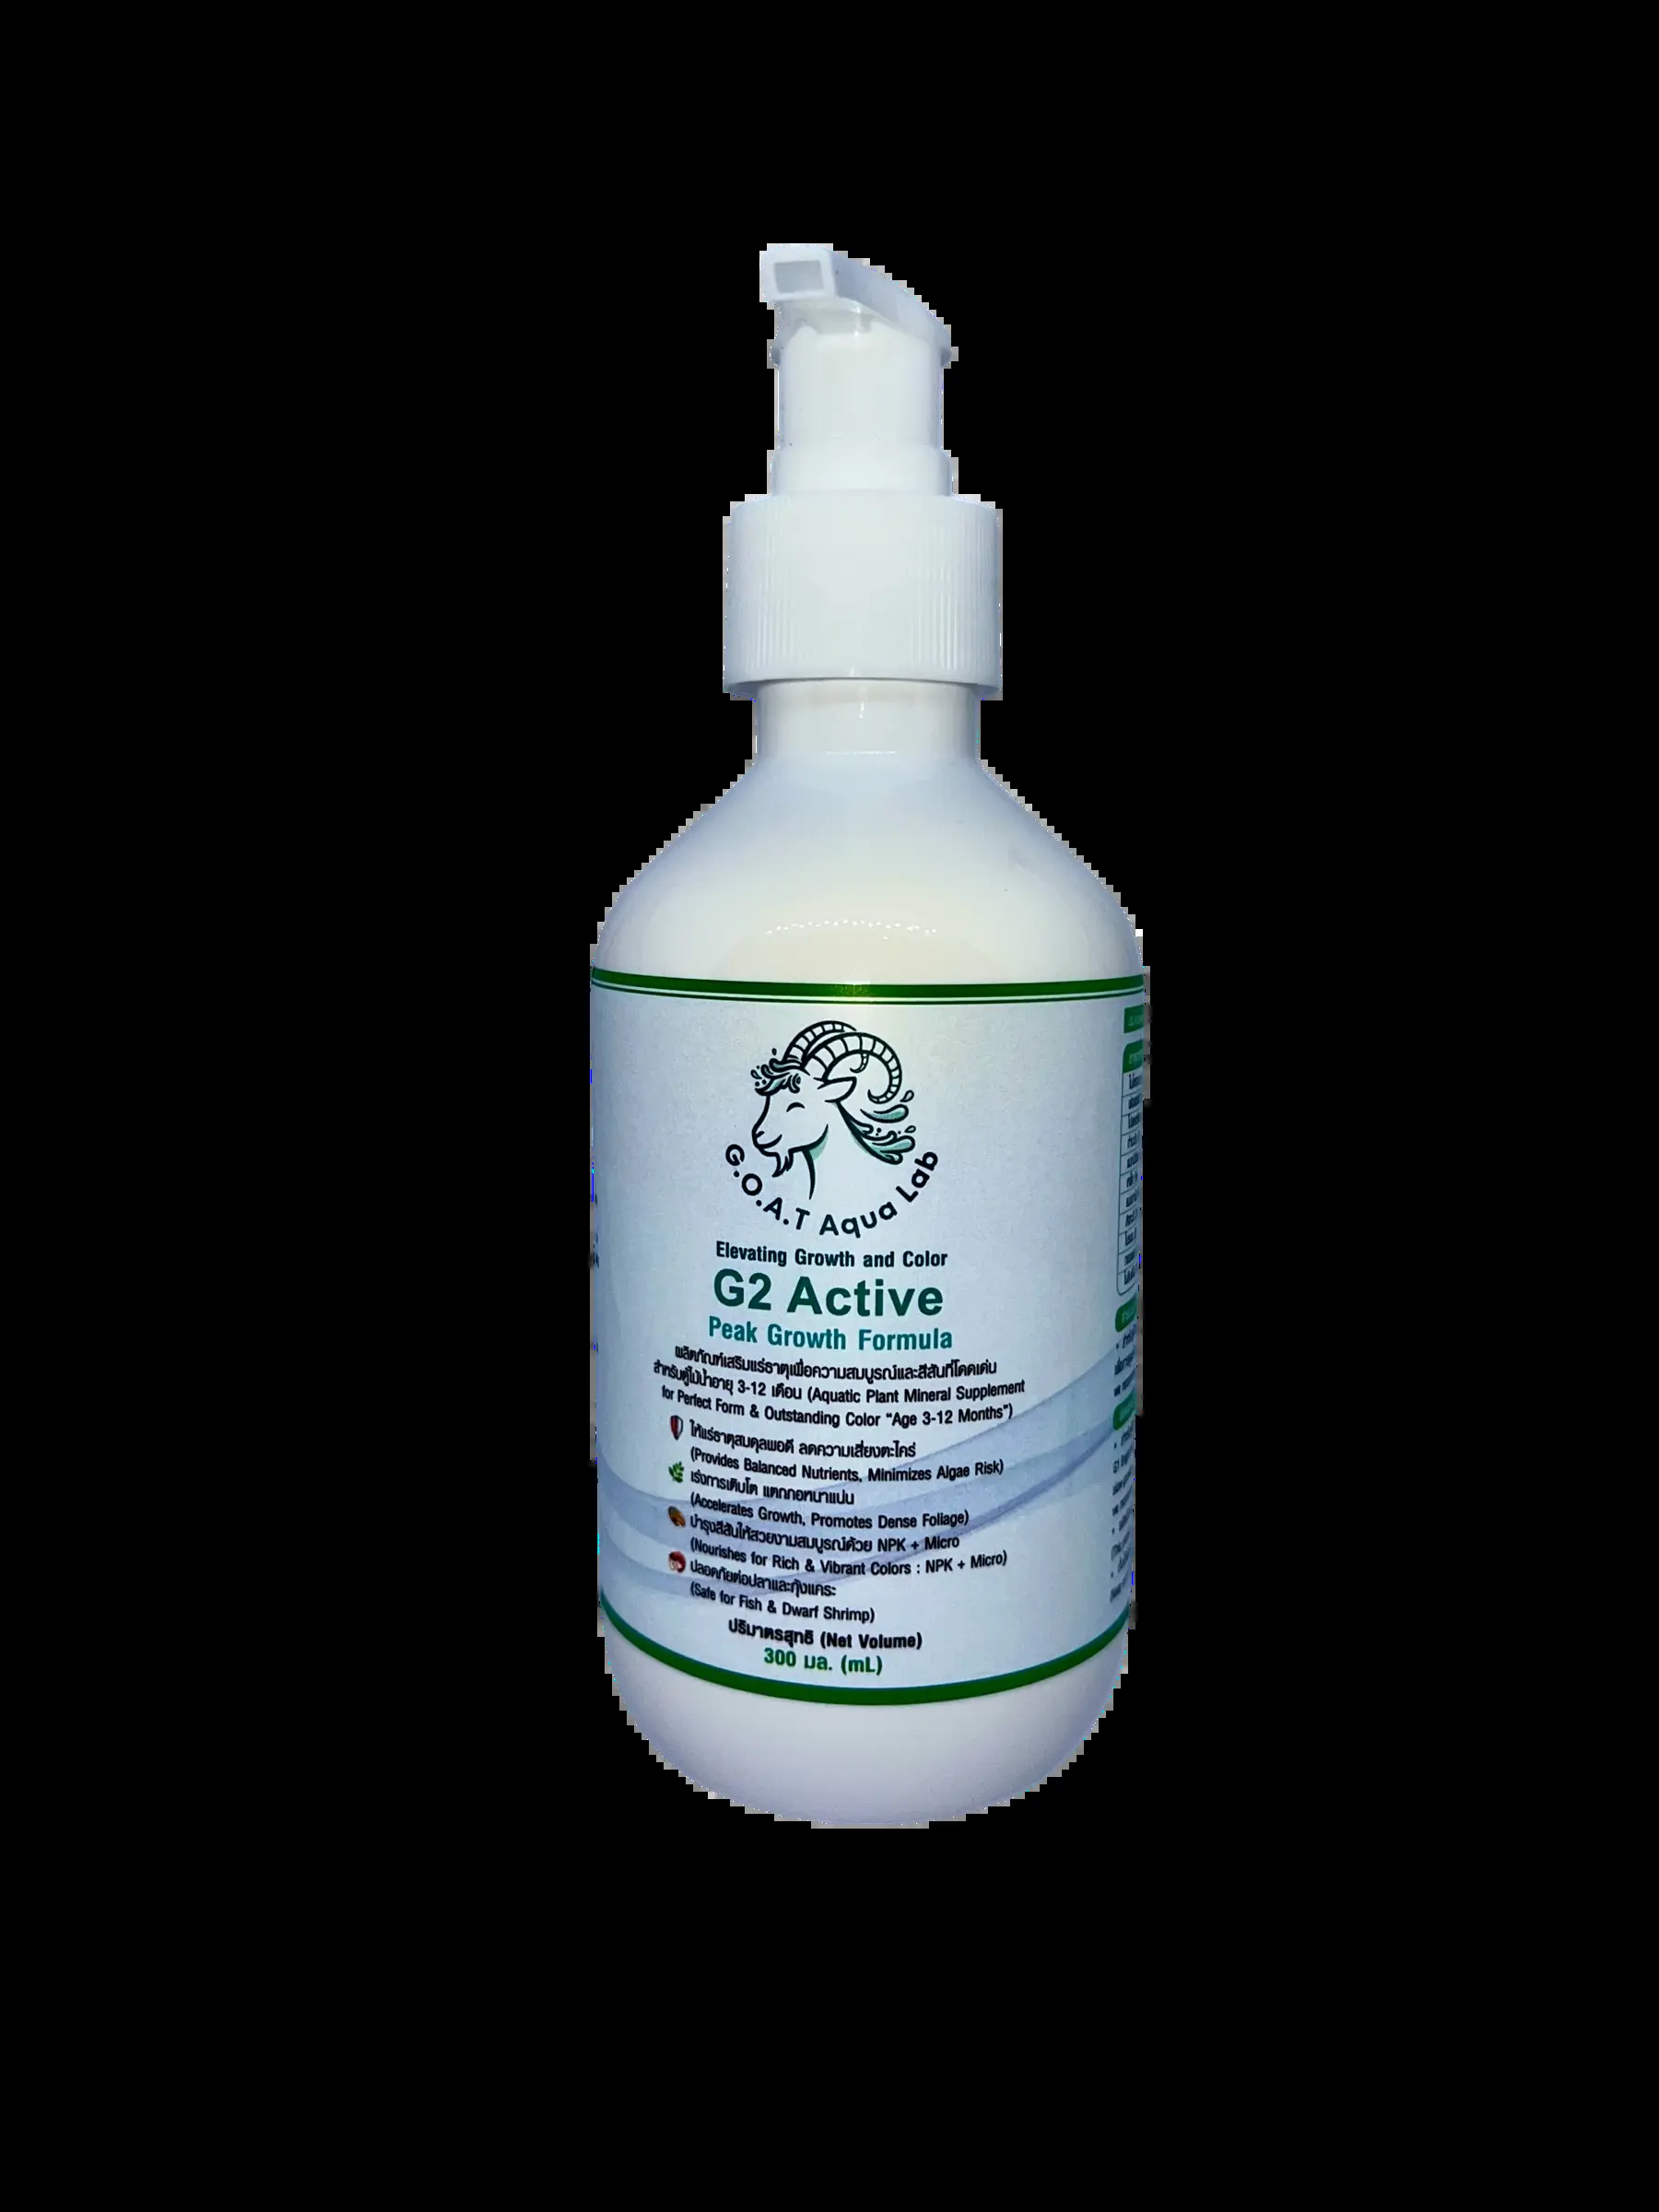 G.O.A.T Aqua Lab
Elevating Growth and Color
G2 Active
Peak Growth Formula
ผลิตภัณฑ์เสริมแร่ธาตุเพื่อความสมบูรณ์และสีสันที่โดดเด่น
สำหรับตู้ไม้น้ำอายุ 3-12 เดือน (Aquatic Plant Mineral Supplement
for Perfect Form & Outstanding Color “Age 3-12 Months”)
ให้แร่ธาตุสมดุลพอดี ลดความเสี่ยงตะไคร่
(Provides Balanced Nutrients, Minimizes Algae Risk)
เร่งการเติบโต แตกกอหนาแน่น
(Accelerates Growth, Promotes Dense Foliage)
บำรุงสีสันให้สวยงามสมบูรณ์ด้วย NPK + Micro
(Nourishes for Rich & Vibrant Colors : NPK + Micro)
ปลอดภัยต่อปลาและกุ้งแคระ
(Safe for Fish & Dwarf Shrimp)
ปริมาตรสุทธิ (Net Volume)
300 มล. (mL)